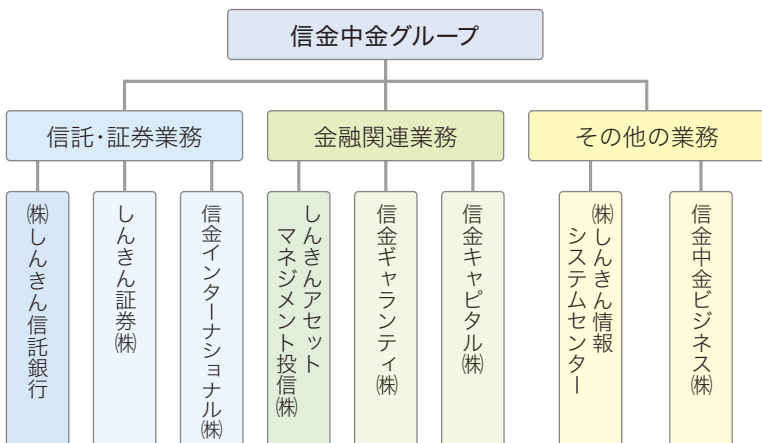 信金中金グループ
信託・証券業務
金融関連業務
その他の業務
㈱しんきん信託銀行
しんきん証券㈱
信金インターナショナル㈱
しんきんアセット
マネジメント投信㈱
信金ギャランティ㈱
信金キャピタル㈱
㈱しんきん情報
システムセンター
信金中金ビジネス㈱